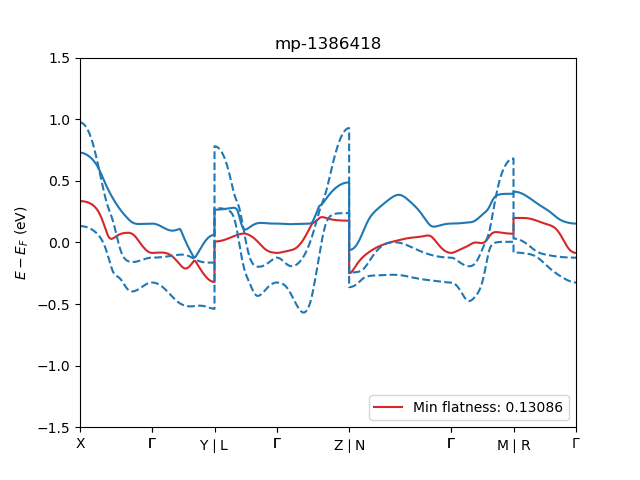 mp-1386418
1.5
1.0
0.5
0.0
−0.5
−1.0
−1.5
E − E_F (eV)
X Γ Y | L Γ Z | N Γ M | R Γ
Min flatness: 0.13086